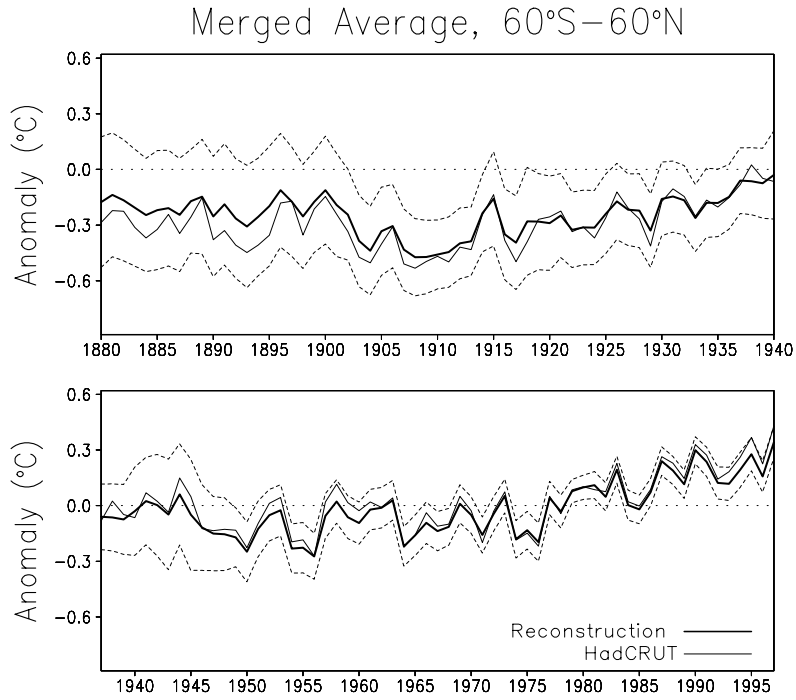 Merged Average, 60°S–60°N
Anomaly (°C)
0.6
0.3
0.0
−0.3
−0.6
1880 1885 1890 1895 1900 1905 1910 1915 1920 1925 1930 1935 1940
Anomaly (°C)
0.6
0.3
0.0
−0.3
−0.6
Reconstruction
HadCRUT
1940 1945 1950 1955 1960 1965 1970 1975 1980 1985 1990 1995